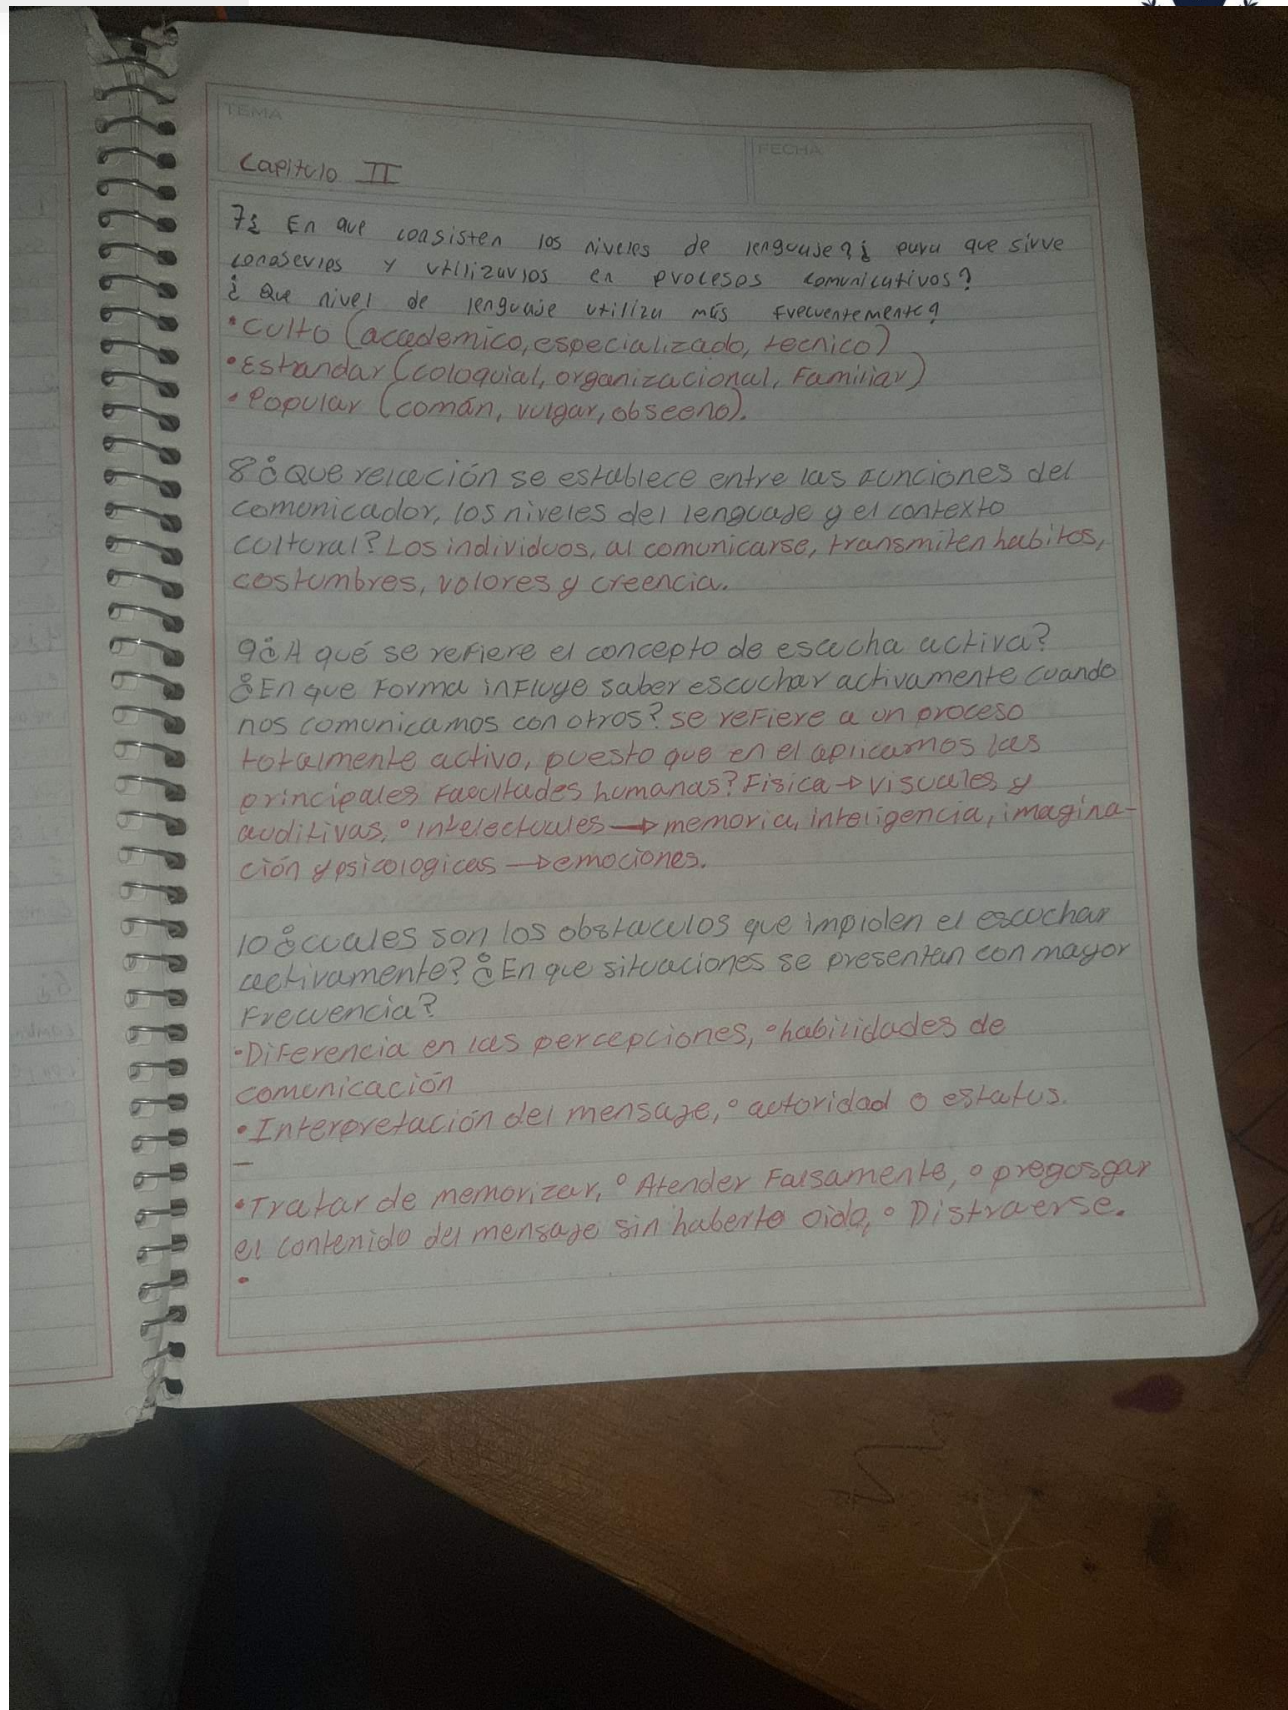 TEMA
FECHA
Capitulo II
7¿ En que consisten los niveles de lenguaje?¿ para que sirve
conoserlos y utilizarlos en procesos comunicativos?
¿ Que nivel de lenguaje utiliza más frecuentemente?
•Culto (academico, especializado, tecnico)
•Estandar (coloquial, organizacional, Familiar)
•Popular (común, vulgar, obseeno).
8¿Que relación se establece entre las funciones del
comunicador, los niveles del lenguaje y el contexto
cultural? Los individuos, al comunicarse, transmiten habitos,
costumbres, valores y creencia.
9¿A qué se refiere el concepto de escucha activa?
¿En que Forma inFluye saber escuchar activamente cuando
nos comunicamos con otros? se refiere a un proceso
totalmente activo, puesto que en el aplicamos las
principales Facultades humanas? Fisica → visuales y
auditivas, °Intelectuales → memoria, inteligencia, imagina-
ción y psicologicas → emociones.
10¿cuales son los obstaculos que impiden el escuchar
activamente? ¿En que situaciones se presentan con mayor
Frecuencia?
•Diferencia en las percepciones, °habilidades de
comunicación
•Interpretación del mensaje, ° autoridad o estatus.
–
•Tratar de memorizar, ° Atender Falsamente, °
el contenido del mensaje sin haberlo oido, ° Distraerse.
•